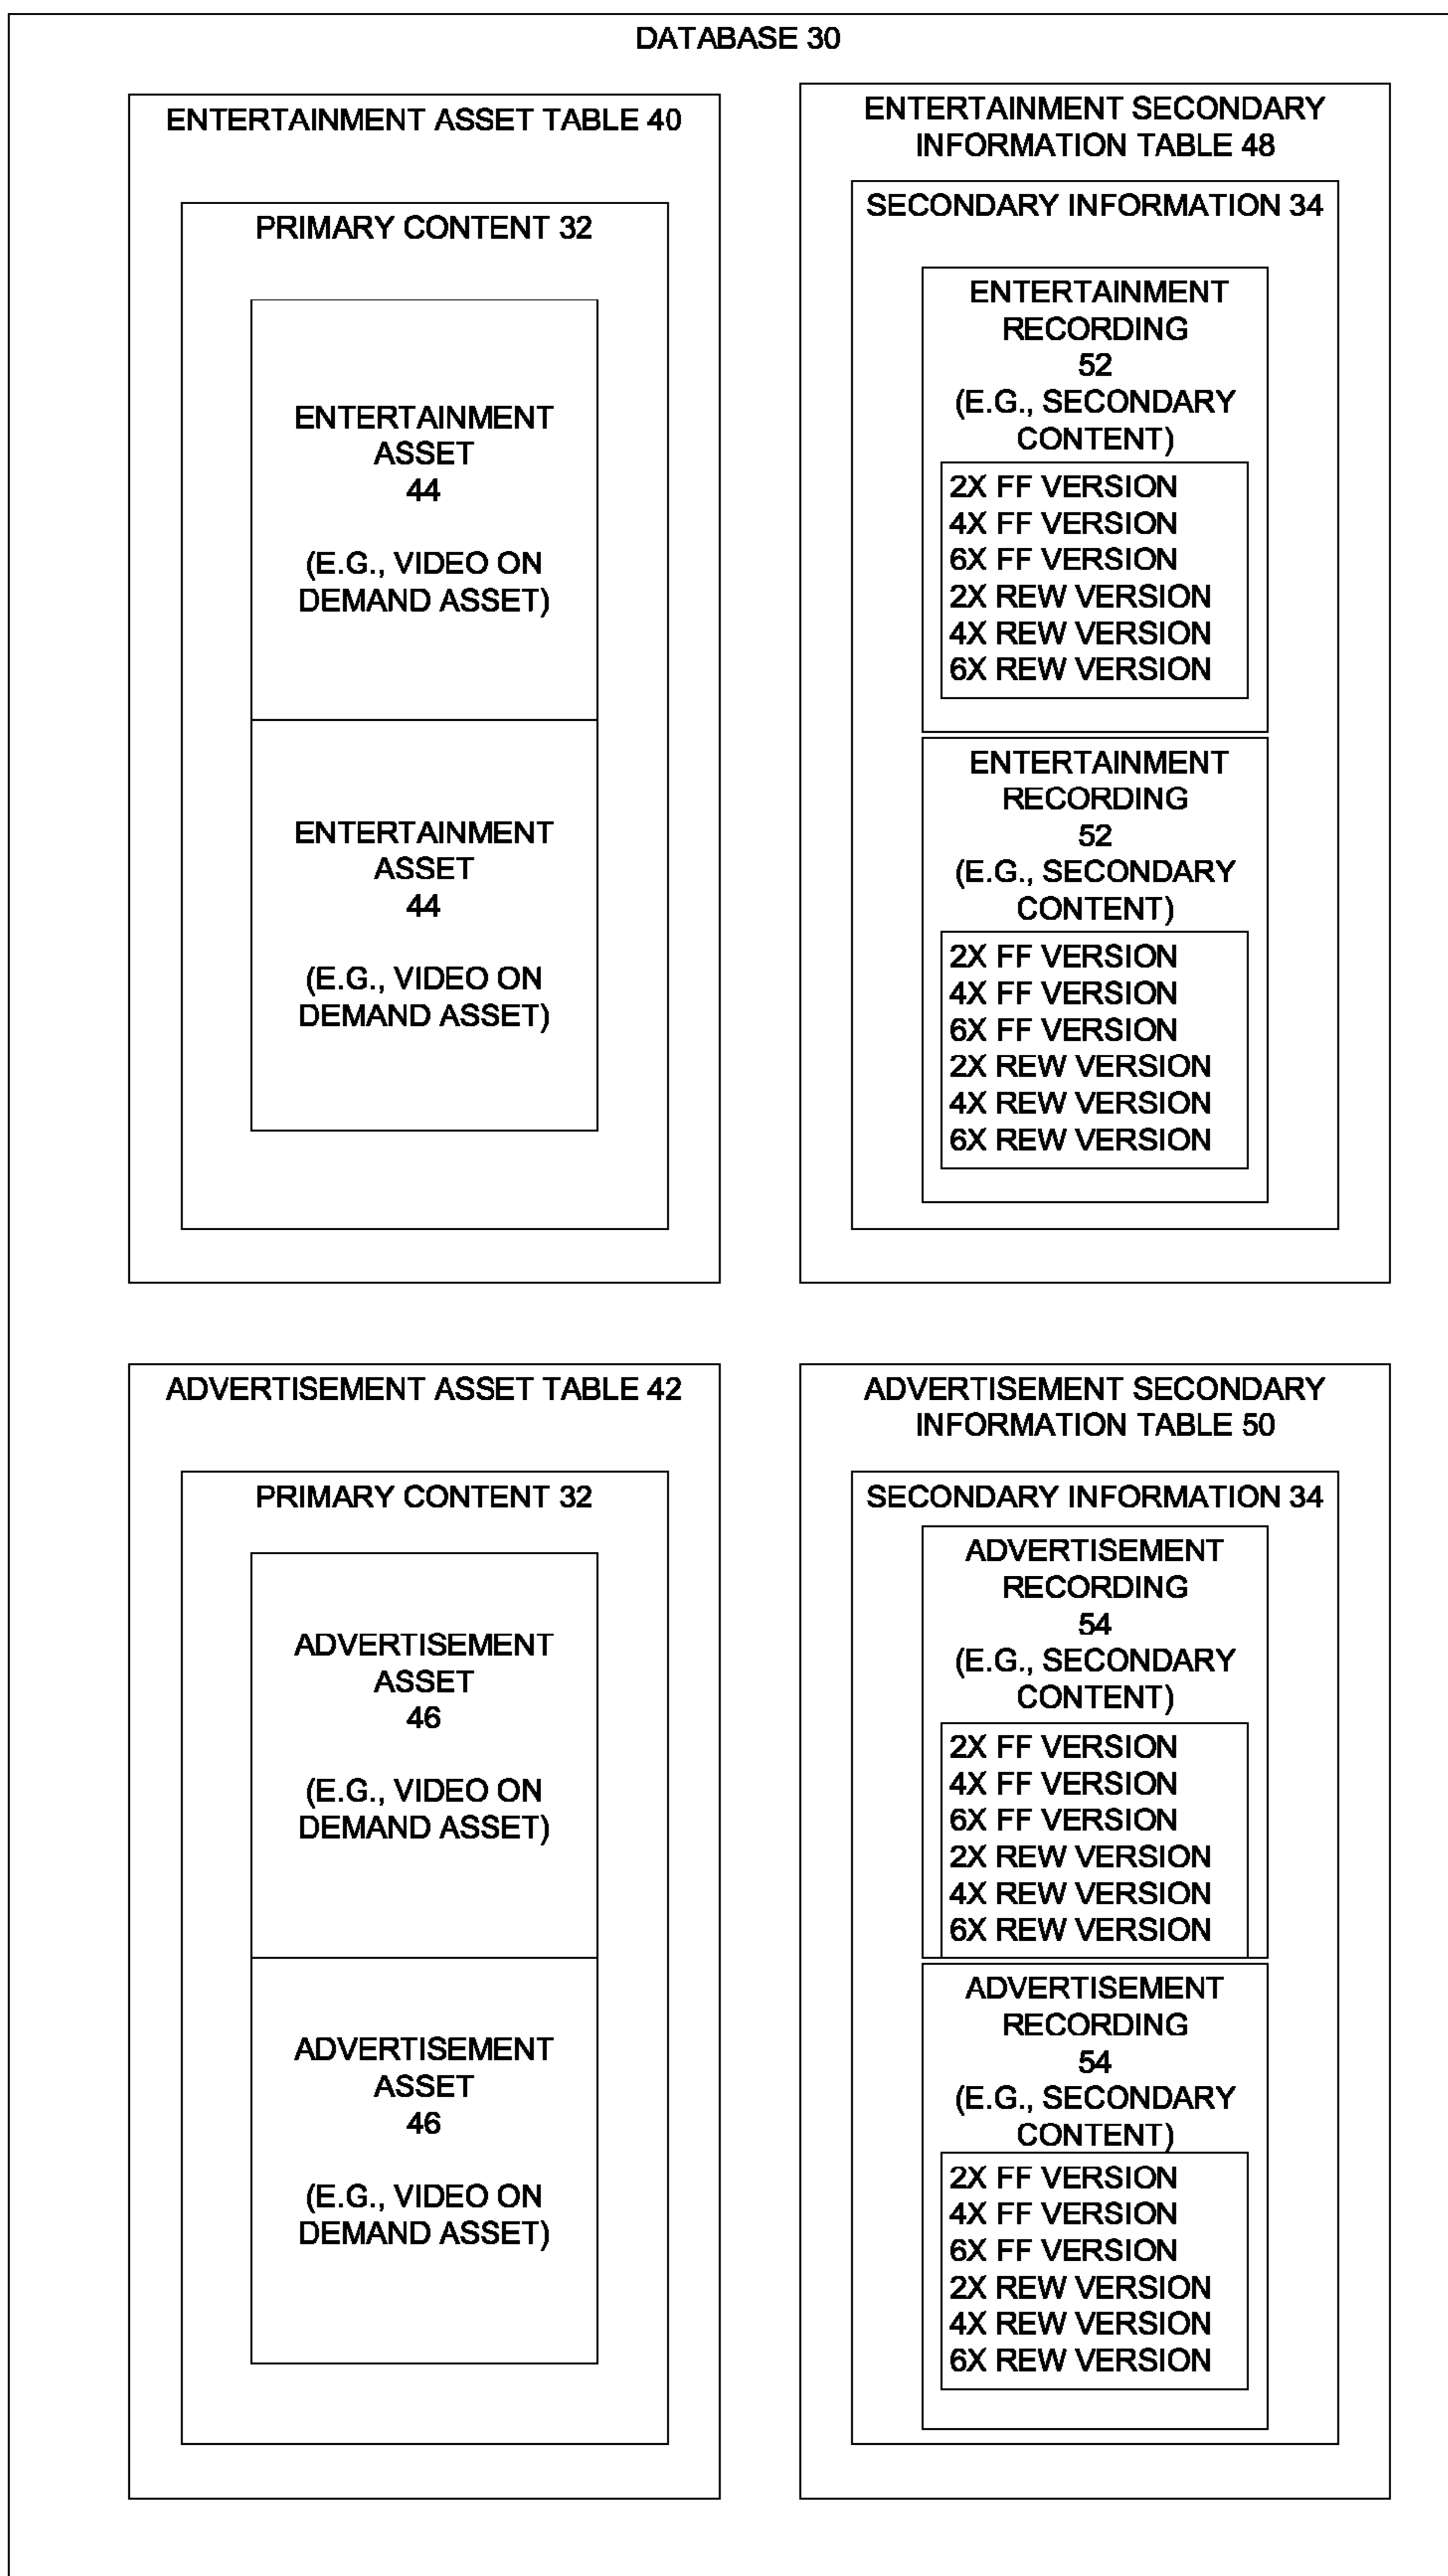 DATABASE 30
ENTERTAINMENT ASSET TABLE 40
PRIMARY CONTENT 32
ENTERTAINMENT
ASSET
44
(E.G., VIDEO ON
DEMAND ASSET)
ENTERTAINMENT
ASSET
44
(E.G., VIDEO ON
DEMAND ASSET)
ENTERTAINMENT SECONDARY
INFORMATION TABLE 48
SECONDARY INFORMATION 34
ENTERTAINMENT
RECORDING
52
(E.G., SECONDARY
CONTENT)
2X FF VERSION
4X FF VERSION
6X FF VERSION
2X REW VERSION
4X REW VERSION
6X REW VERSION
ENTERTAINMENT
RECORDING
52
(E.G., SECONDARY
CONTENT)
2X FF VERSION
4X FF VERSION
6X FF VERSION
2X REW VERSION
4X REW VERSION
6X REW VERSION
ADVERTISEMENT ASSET TABLE 42
PRIMARY CONTENT 32
ADVERTISEMENT
ASSET
46
(E.G., VIDEO ON
DEMAND ASSET)
ADVERTISEMENT
ASSET
46
(E.G., VIDEO ON
DEMAND ASSET)
ADVERTISEMENT SECONDARY
INFORMATION TABLE 50
SECONDARY INFORMATION 34
ADVERTISEMENT
RECORDING
54
(E.G., SECONDARY
CONTENT)
2X FF VERSION
4X FF VERSION
6X FF VERSION
2X REW VERSION
4X REW VERSION
6X REW VERSION
ADVERTISEMENT
RECORDING
54
(E.G., SECONDARY
CONTENT)
2X FF VERSION
4X FF VERSION
6X FF VERSION
2X REW VERSION
4X REW VERSION
6X REW VERSION